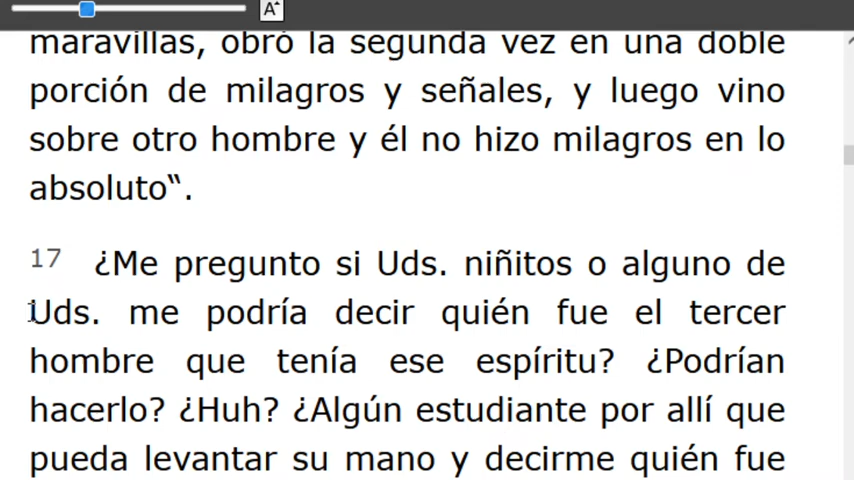 A
maravillas, obró la segunda vez en una doble
porción de milagros y señales, y luego vino
sobre otro hombre y él no hizo milagros en lo
absoluto“.
17 ¿Me pregunto si Uds. niñitos o alguno de
Uds. me podría decir quién fue el tercer
hombre que tenía ese espíritu? ¿Podrían
hacerlo? ¿Huh? ¿Algún estudiante por allí que
pueda levantar su mano y decirme quién fue